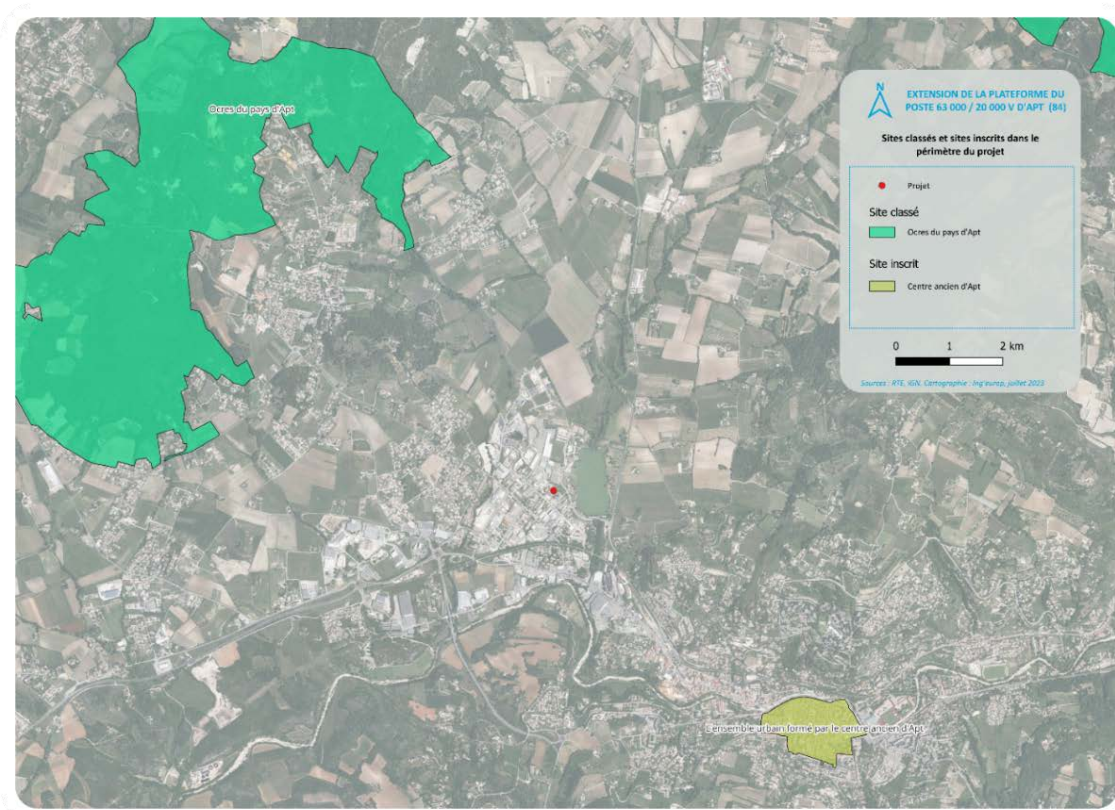 Ocres du pays d'Apt
N
EXTENSION DE LA PLATEFORME DU
POSTE 63 000 / 20 000 V D'APT (84)
Sites classés et sites inscrits dans le
périmètre du projet
Projet
Site classé
Ocres du pays d'Apt
Site inscrit
Centre ancien d'Apt
0 1 2 km
Sources : RTE, IGN, Cartographie : Ing'europ, juillet 2023
L'ensemble urbain formé par le centre ancien d'Apt